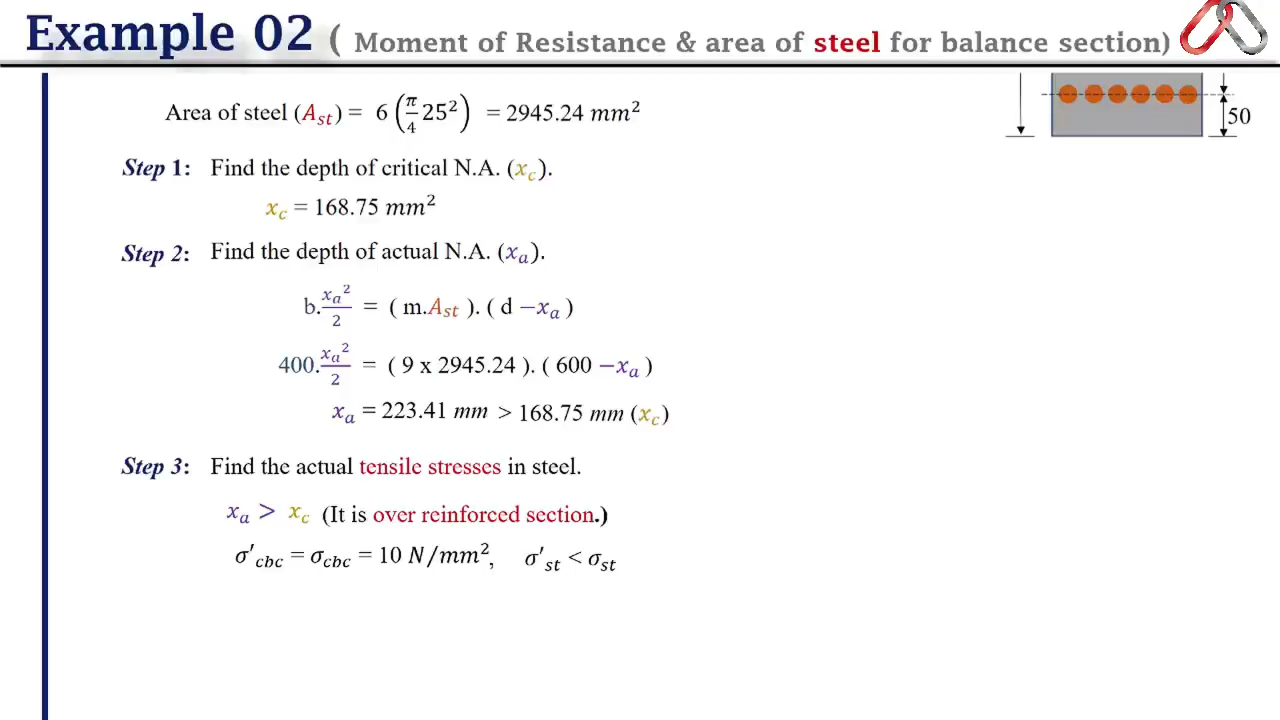 Example 02 ( Moment of Resistance & area of steel for balance section)
50
Area of steel (A_st) = 6 (π/4 25²) = 2945.24 mm²
Step 1: Find the depth of critical N.A. (x_c).
x_c = 168.75 mm²
Step 2: Find the depth of actual N.A. (x_a).
b. x_a²/2 = ( m.A_st ). ( d −x_a )
400. x_a²/2 = ( 9 x 2945.24 ). ( 600 −x_a )
x_a = 223.41 mm > 168.75 mm (x_c)
Step 3: Find the actual tensile stresses in steel.
x_a > x_c (It is over reinforced section.)
σ′_cbc = σ_cbc = 10 N/mm², σ′_st < σ_st